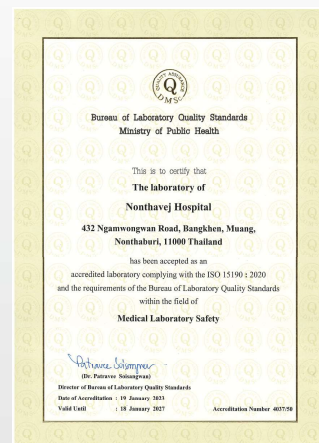 QUALITY ASSURANCE
Q
DMSc
Bureau of Laboratory Quality Standards
Ministry of Public Health
This is to certify that
The laboratory of
Nonthavej Hospital
432 Ngamwongwan Road, Bangkhen, Muang,
Nonthaburi, 11000 Thailand
has been accepted as an
accredited laboratory complying with the ISO 15190 : 2020
and the requirements of the Bureau of Laboratory Quality Standards
within the field of
Medical Laboratory Safety
Patravee Soisangwan
(Dr. Patravee Soisangwan)
Director of Bureau of Laboratory Quality Standards
Date of Accreditation : 19 January 2023
Valid Until : 18 January 2027 Accreditation Number 4037/50